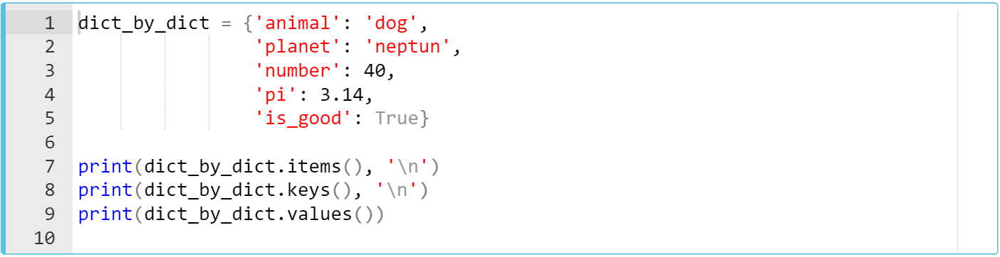 1 dict_by_dict = {'animal': 'dog',
2                 'planet': 'neptun',
3                 'number': 40,
4                 'pi': 3.14,
5                 'is_good': True}
6
7 print(dict_by_dict.items(), '\n')
8 print(dict_by_dict.keys(), '\n')
9 print(dict_by_dict.values())
10